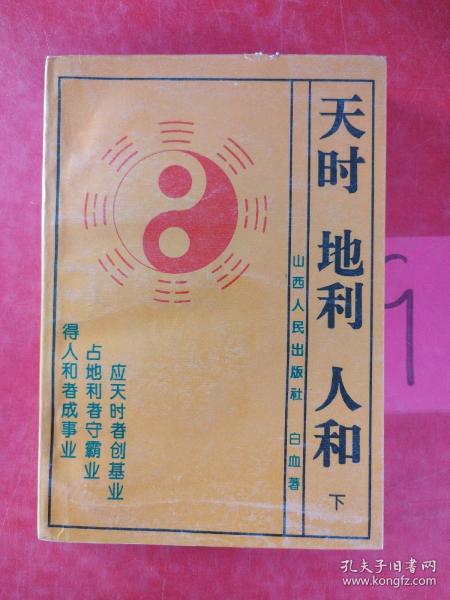 天时 地利 人和
下
山西人民出版社 白血著
应天时者创基业
占地利者守霸业
得人和者成事业
9
孔夫子旧书网
www.kongfz.com